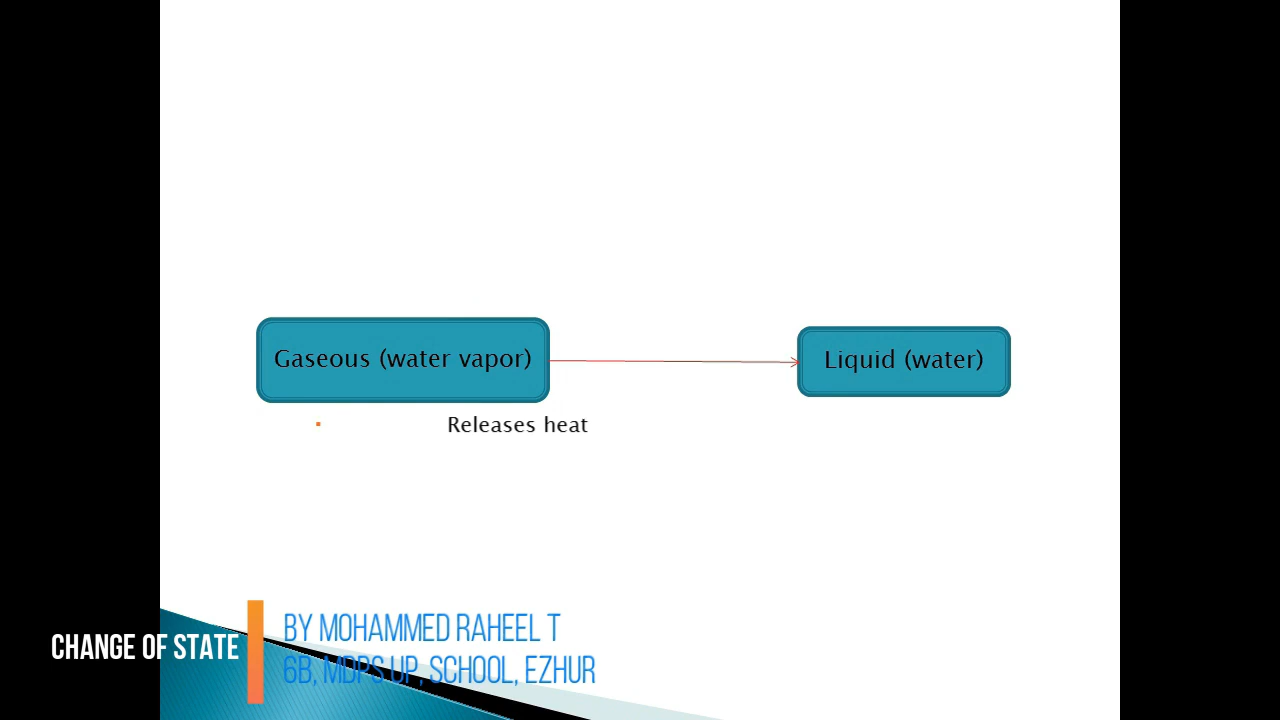 Gaseous (water vapor)
Liquid (water)
Releases heat
CHANGE OF STATE
BY MOHAMMED RAHEEL T
6B, MDPS UP, SCHOOL, EZHUR